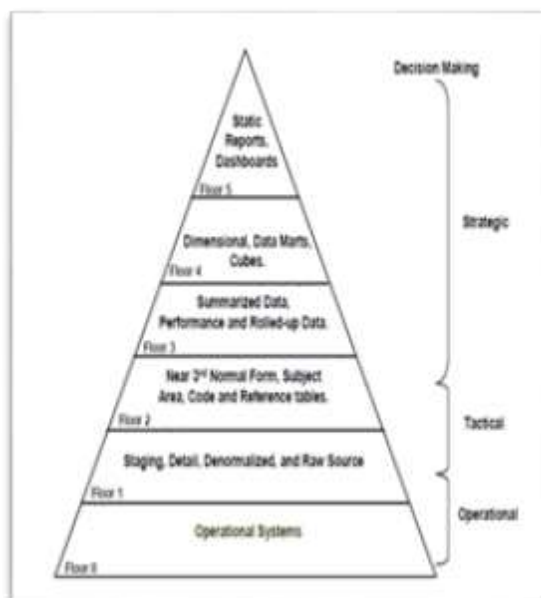 Decision Making
Static
Reports,
Dashboards
Floor 5
Strategic
Dimensional, Data Marts,
Cubes.
Floor 4
Summarized Data,
Performance and Rolled-up Data.
Floor 3
Near 3rd Normal Form, Subject
Area, Code and Reference tables.
Floor 2
Tactical
Staging, Detail, Denormalized, and Raw Source
Floor 1
Operational
Operational Systems
Floor 0